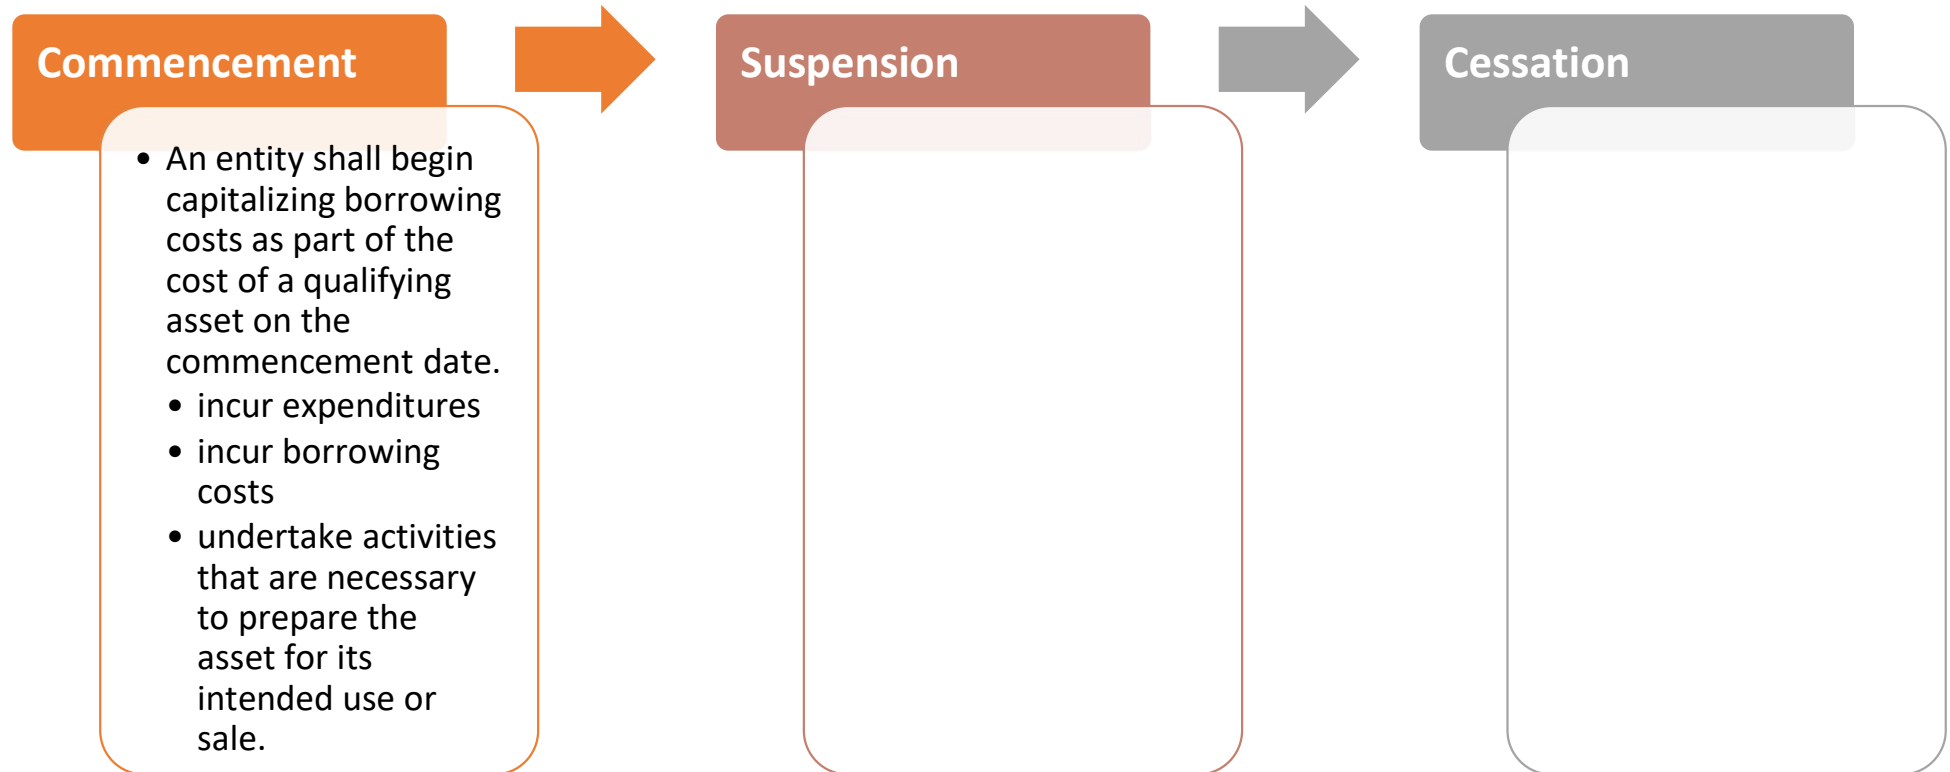 Commencement
• An entity shall begin
capitalizing borrowing
costs as part of the
cost of a qualifying
asset on the
commencement date.
• incur expenditures
• incur borrowing
costs
• undertake activities
that are necessary
to prepare the
asset for its
intended use or
sale.
Suspension
Cessation